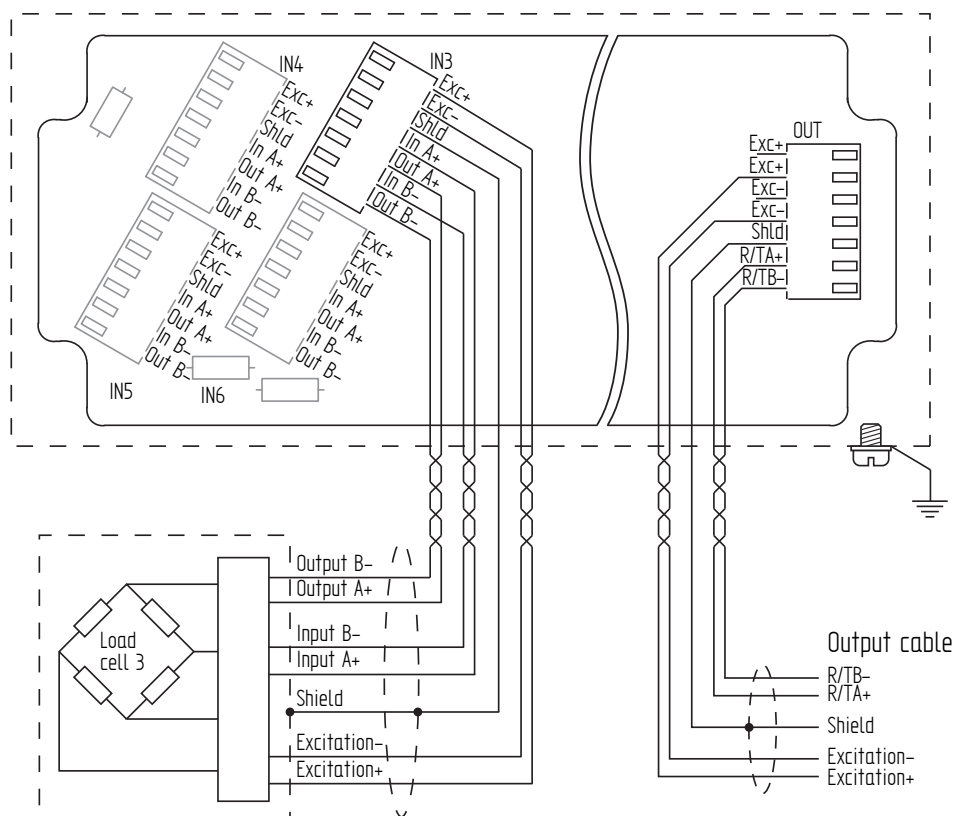 IN4
Exc+
Exc–
Shld
In A+
Out A+
In B–
Out B–
IN3
Exc+
Exc–
Shld
In A+
Out A+
In B–
Out B–
OUT
Exc+
Exc+
Exc–
Exc–
Shld
R/TA+
R/TB–
Exc+
Exc–
Shld
In A+
Out A+
In B–
Out B–
IN5
Exc+
Exc–
Shld
In A+
Out A+
In B–
Out B–
IN6
Load
cell 3
Output B–
Output A+
Input B–
Input A+
Shield
Excitation–
Excitation+
Output cable
R/TB–
R/TA+
Shield
Excitation–
Excitation+